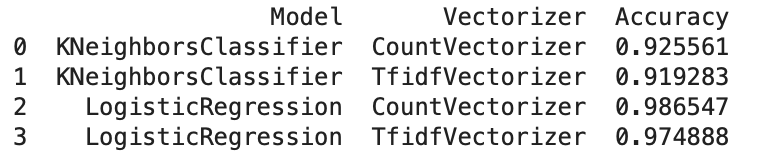 Model Vectorizer Accuracy
0 KNeighborsClassifier CountVectorizer 0.925561
1 KNeighborsClassifier TfidfVectorizer 0.919283
2 LogisticRegression CountVectorizer 0.986547
3 LogisticRegression TfidfVectorizer 0.974888